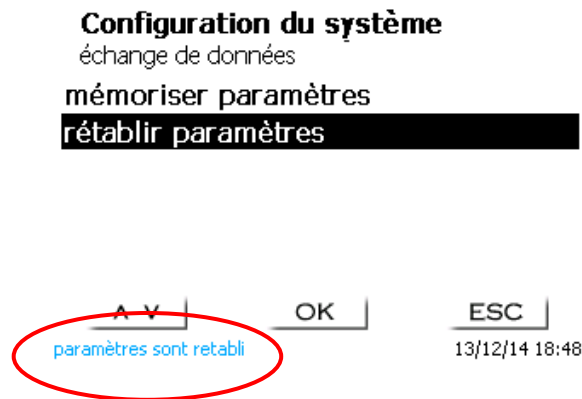 Configuration du système
échange de données
mémoriser paramètres
rétablir paramètres
ᐱ ᐯ OK ESC
paramètres sont retabli 13/12/14 18:48